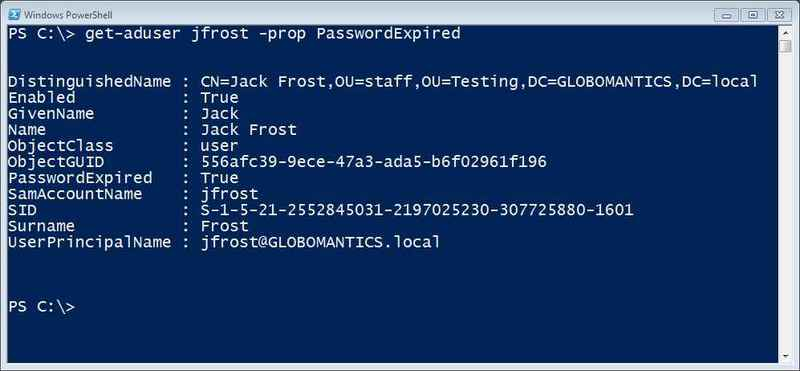 Windows PowerShell
PS C:\> get-aduser jfrost -prop PasswordExpired
DistinguishedName : CN=Jack Frost,OU=staff,OU=Testing,DC=GLOBOMANTICS,DC=local
Enabled           : True
GivenName         : Jack
Name              : Jack Frost
ObjectClass       : user
ObjectGUID        : 556afc39-9ece-47a3-ada5-b6f02961f196
PasswordExpired   : True
SamAccountName    : jfrost
SID               : S-1-5-21-2552845031-2197025230-307725880-1601
Surname           : Frost
UserPrincipalName : jfrost@GLOBOMANTICS.local
PS C:\>